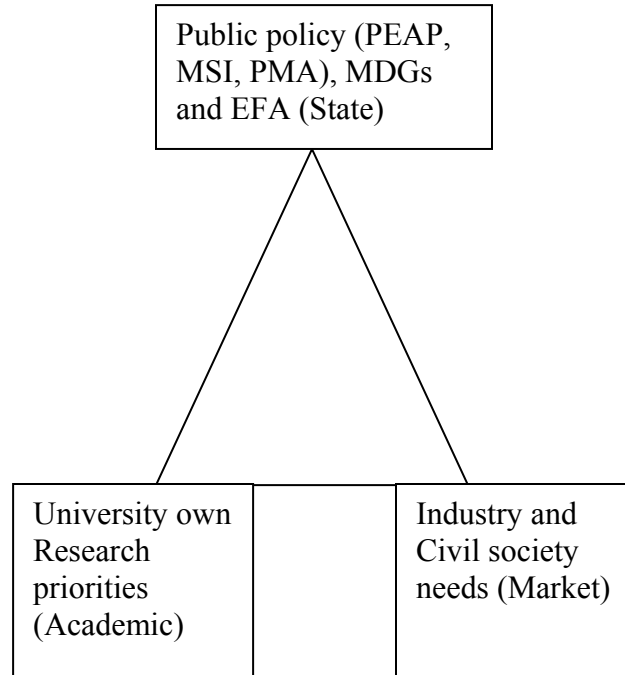 Public policy (PEAP,
MSI, PMA), MDGs
and EFA (State)
University own
Research
priorities
(Academic)
Industry and
Civil society
needs (Market)